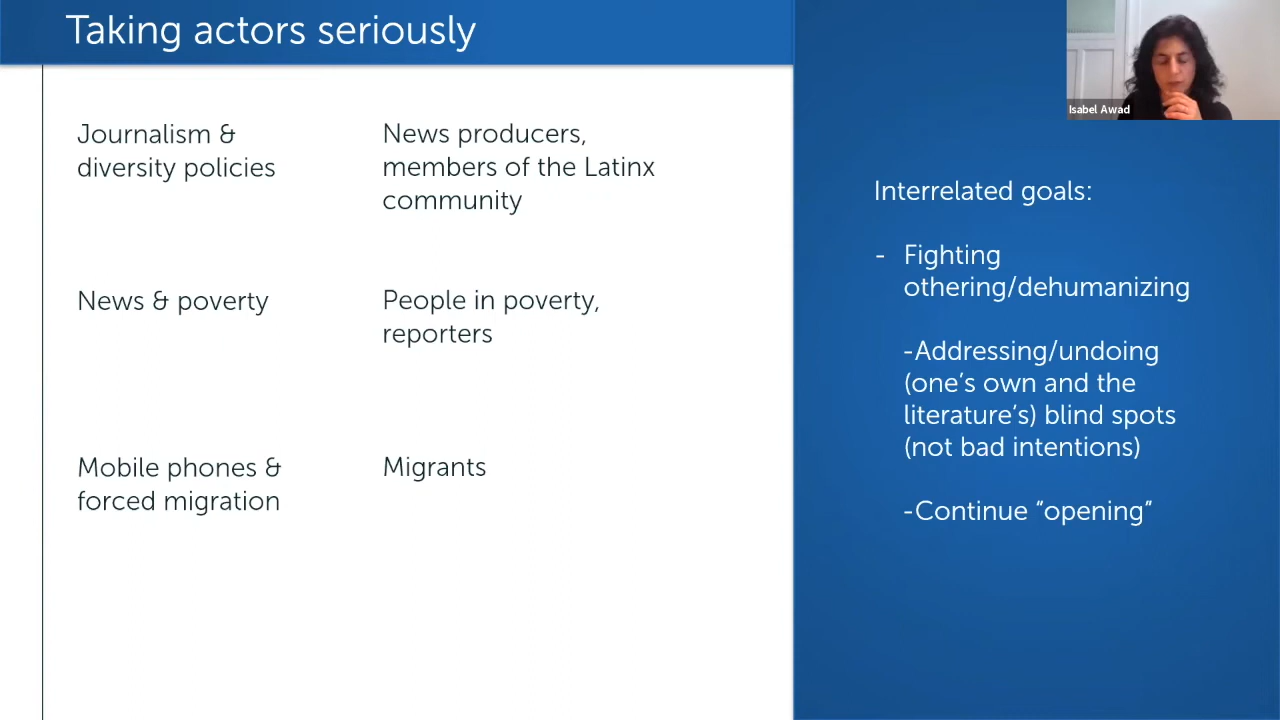 Taking actors seriously
Isabel Awad
Journalism &
diversity policies
News producers,
members of the Latinx
community
News & poverty
People in poverty,
reporters
Mobile phones &
forced migration
Migrants
Interrelated goals:
- Fighting
othering/dehumanizing
-Addressing/undoing
(one’s own and the
literature’s) blind spots
(not bad intentions)
-Continue “opening”